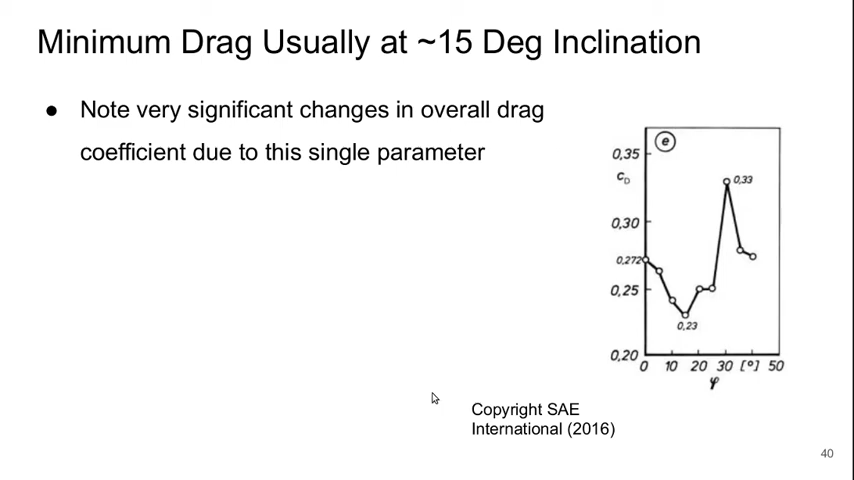 Minimum Drag Usually at ~15 Deg Inclination
● Note very significant changes in overall drag
coefficient due to this single parameter
e
0,35
C_D
0,33
0,30
0,272
0,25
0,23
0,20
0 10 20 30 [°] 50
φ
Copyright SAE
International (2016)
40